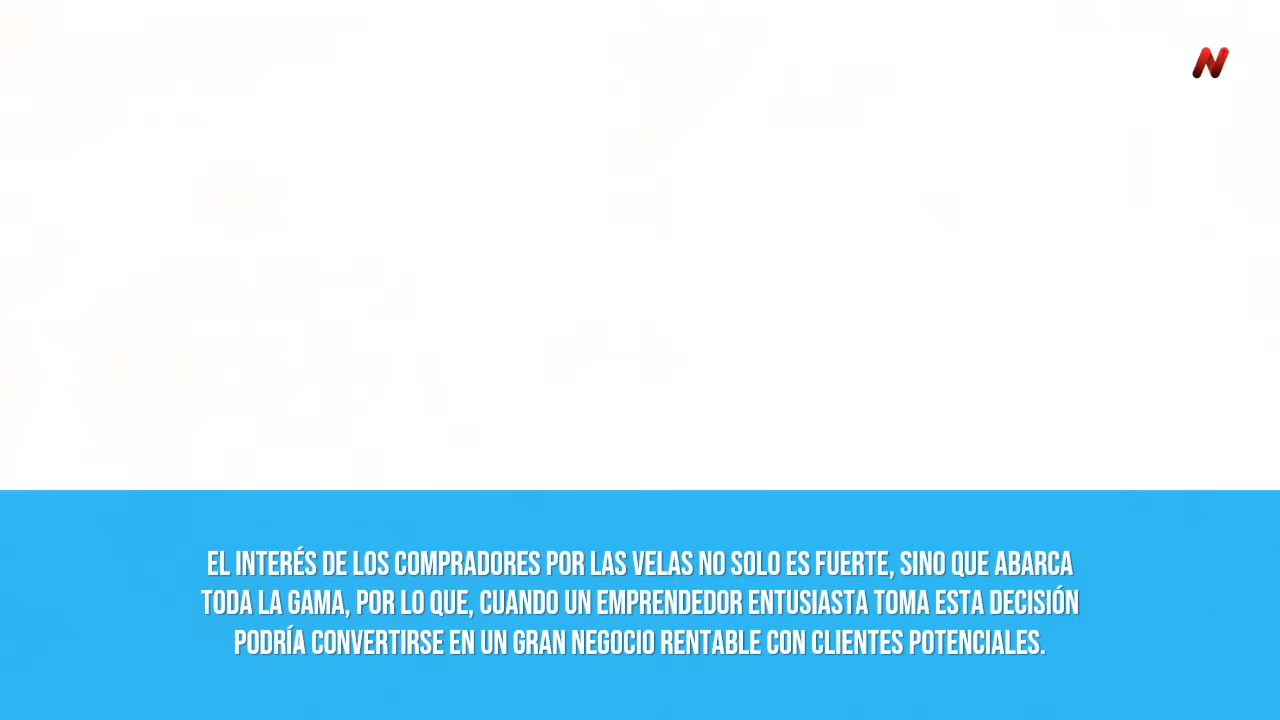 N
EL INTERÉS DE LOS COMPRADORES POR LAS VELAS NO SOLO ES FUERTE, SINO QUE ABARCA
TODA LA GAMA, POR LO QUE, CUANDO UN EMPRENDEDOR ENTUSIASTA TOMA ESTA DECISIÓN
PODRÍA CONVERTIRSE EN UN GRAN NEGOCIO RENTABLE CON CLIENTES POTENCIALES.